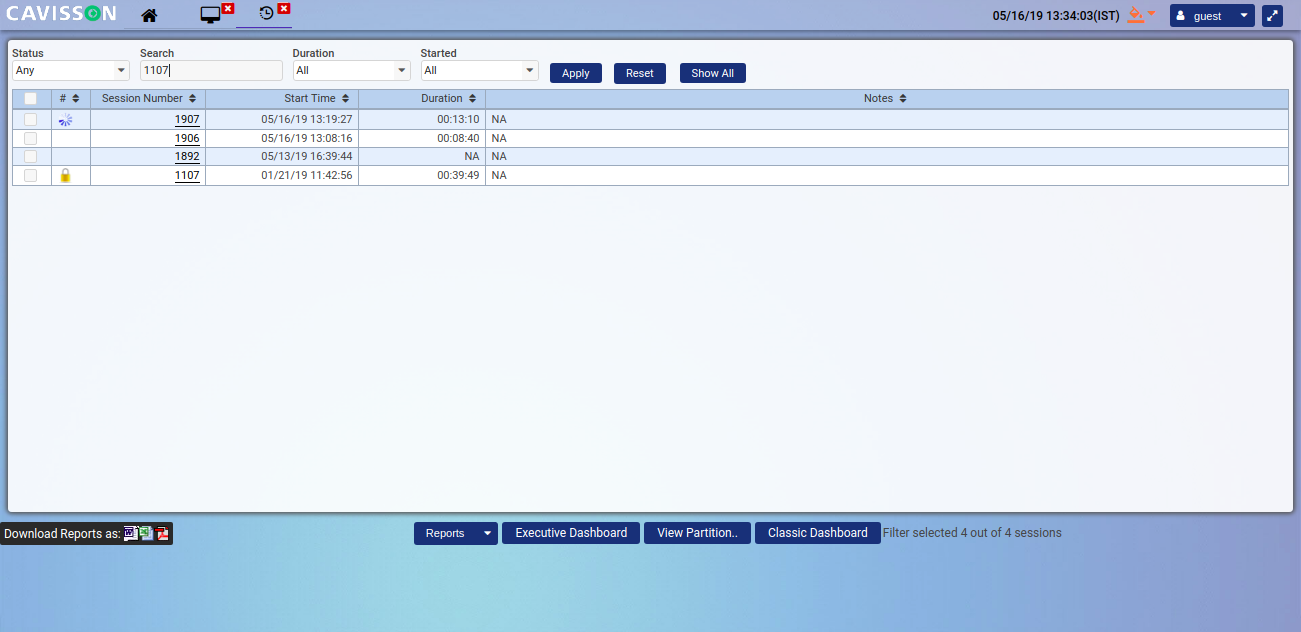 CAVISSON 05/16/19 13:34:03(IST) guest
Status Search Duration Started
Any 1107 All All Apply Reset Show All
# Session Number Start Time Duration Notes
1907 05/16/19 13:19:27 00:13:10 NA
1906 05/16/19 13:08:16 00:08:40 NA
1892 05/13/19 16:39:44 NA NA
1107 01/21/19 11:42:56 00:39:49 NA
Download Reports as: Reports Executive Dashboard View Partition.. Classic Dashboard Filter selected 4 out of 4 sessions